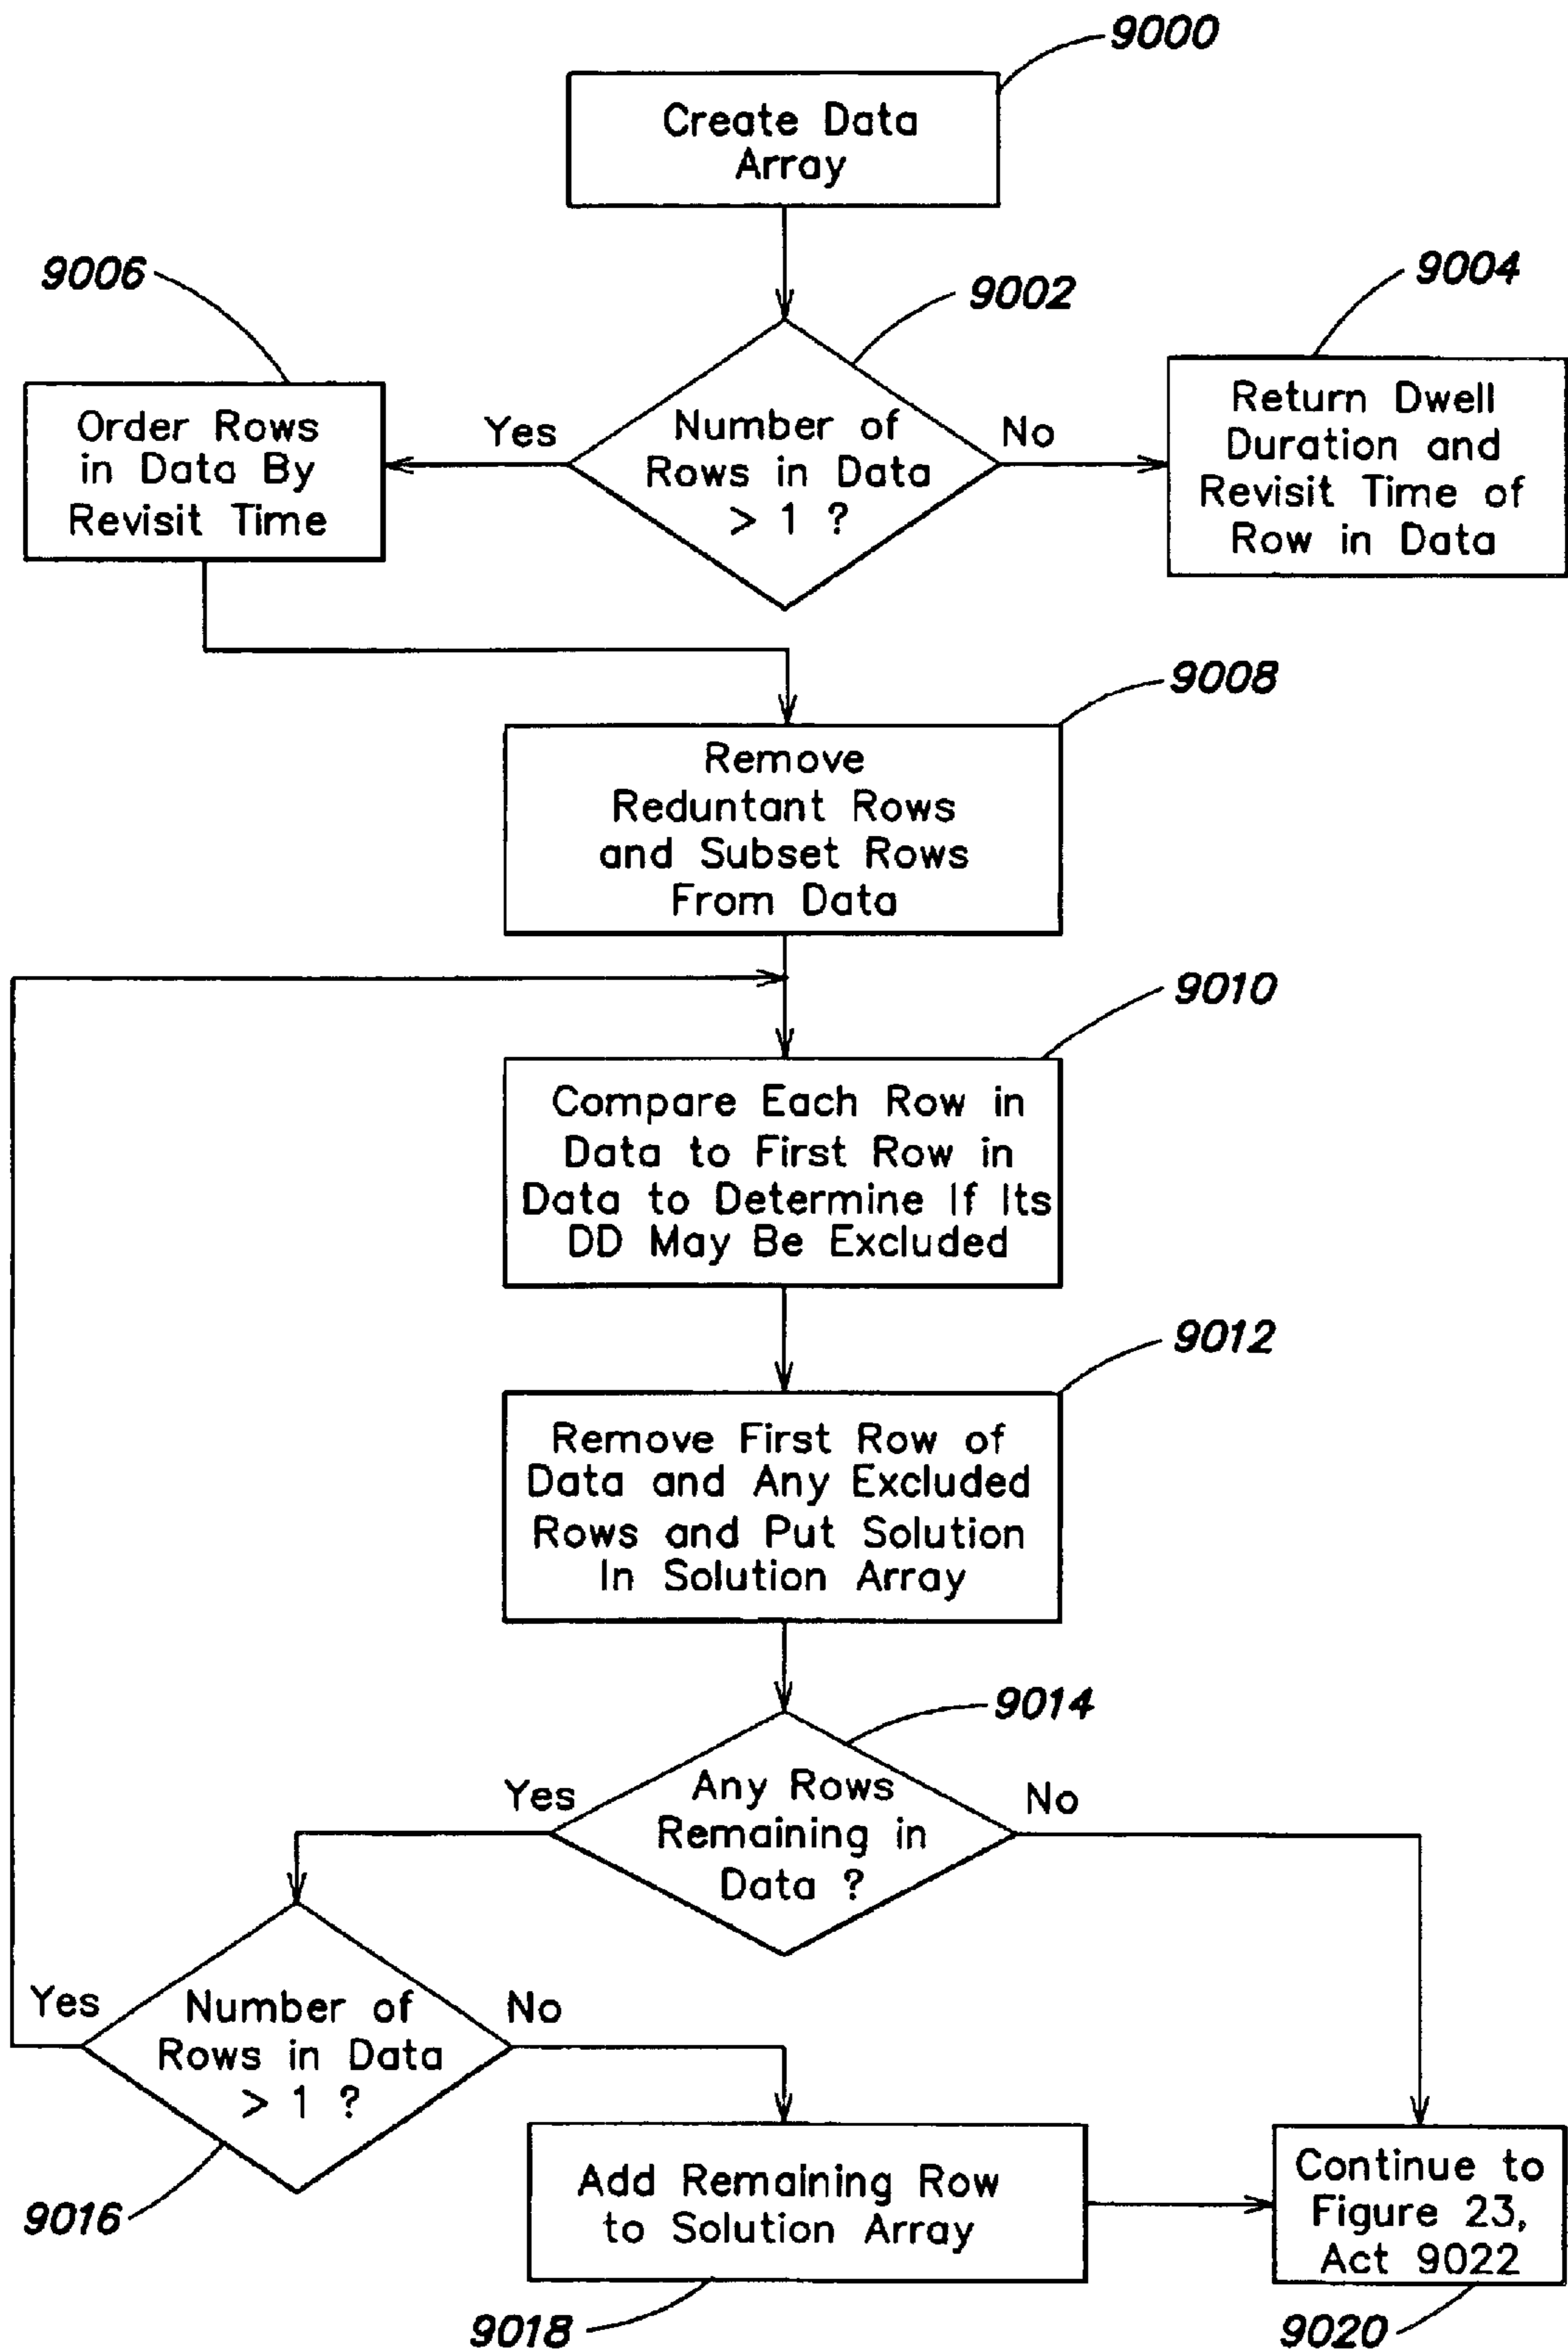 9000
Create Data
Array
9006
9002
9004
Order Rows
in Data By
Revisit Time
Yes
Number of
Rows in Data
> 1 ?
No
Return Dwell
Duration and
Revisit Time of
Row in Data
9008
Remove
Reduntant Rows
and Subset Rows
From Data
9010
Compare Each Row in
Data to First Row in
Data to Determine If Its
DD May Be Excluded
9012
Remove First Row of
Data and Any Excluded
Rows and Put Solution
In Solution Array
9014
Yes
Any Rows
Remaining in
Data ?
No
Yes
Number of
Rows in Data
> 1 ?
No
9016
Add Remaining Row
to Solution Array
9018
Continue to
Figure 23,
Act 9022
9020